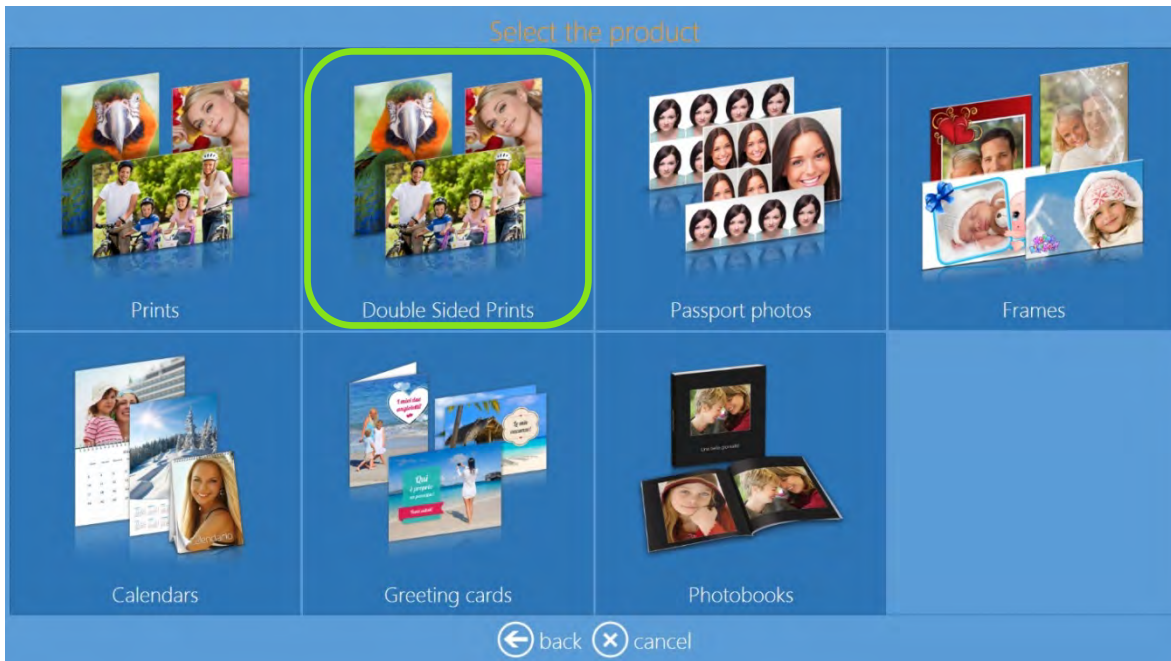 Select the product
Prints
Double Sided Prints
Passport photos
Frames
Calendars
Greeting cards
Photobooks
back cancel